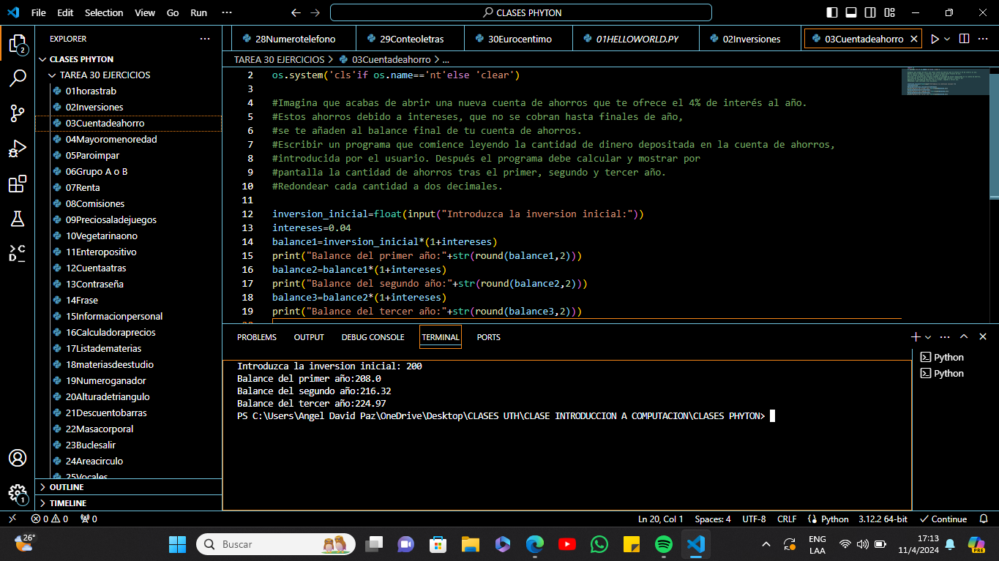 File Edit Selection View Go Run ··· CLASES PHYTON
EXPLORER ···
28Numerotelefono 29Conteoletras 30Eurocentimo 01HELLOWORLD.PY 02Inversiones 03Cuentadeahorro
2
CLASES PHYTON
TAREA 30 EJERCICIOS
01horastrab
02Inversiones
03Cuentadeahorro
04Mayoromenoredad
05Paroimpar
06Grupo A o B
07Renta
08Comisiones
09Preciosaladejuegos
10Vegetarinaono
11Enteropositivo
12Cuentaatras
13Contraseña
14Frase
15Informacionpersonal
16Calculadoraprecios
17Listadematerias
18materiasdeestudio
19Numeroganador
20Alturadetriangulo
21Descuentobarras
22Masacorporal
23Buclesalir
24Areacirculo
25Vocales
OUTLINE
TIMELINE
1
TAREA 30 EJERCICIOS > 03Cuentadeahorro > ...
2 os.system('cls'if os.name=='nt'else 'clear')
3
4 #Imagina que acabas de abrir una nueva cuenta de ahorros que te ofrece el 4% de interés al año.
5 #Estos ahorros debido a intereses, que no se cobran hasta finales de año,
6 #se te añaden al balance final de tu cuenta de ahorros.
7 #Escribir un programa que comience leyendo la cantidad de dinero depositada en la cuenta de ahorros,
8 #introducida por el usuario. Después el programa debe calcular y mostrar por
9 #pantalla la cantidad de ahorros tras el primer, segundo y tercer año.
10 #Redondear cada cantidad a dos decimales.
11
12 inversion_inicial=float(input("Introduzca la inversion inicial:"))
13 intereses=0.04
14 balance1=inversion_inicial*(1+intereses)
15 print("Balance del primer año:"+str(round(balance1,2)))
16 balance2=balance1*(1+intereses)
17 print("Balance del segundo año:"+str(round(balance2,2)))
18 balance3=balance2*(1+intereses)
19 print("Balance del tercer año:"+str(round(balance3,2)))
PROBLEMS OUTPUT DEBUG CONSOLE TERMINAL PORTS
Introduzca la inversion inicial: 200
Balance del primer año:208.0
Balance del segundo año:216.32
Balance del tercer año:224.97
PS C:\Users\Angel David Paz\OneDrive\Desktop\CLASES UTH\CLASE INTRODUCCION A COMPUTACION\CLASES PHYTON>
Python
Python
0 0 0 Ln 20, Col 1 Spaces: 4 UTF-8 CRLF Python 3.12.2 64-bit Continue
26° Buscar ENG 17:13
LAA 11/4/2024 PRE